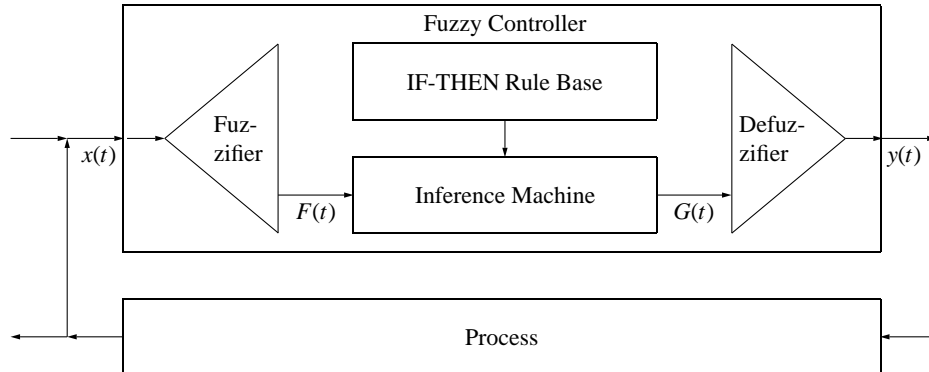 Fuzzy Controller
IF-THEN Rule Base
Fuz-
zifier
Defuz-
zifier
x(t)
y(t)
Inference Machine
F(t)
G(t)
Process